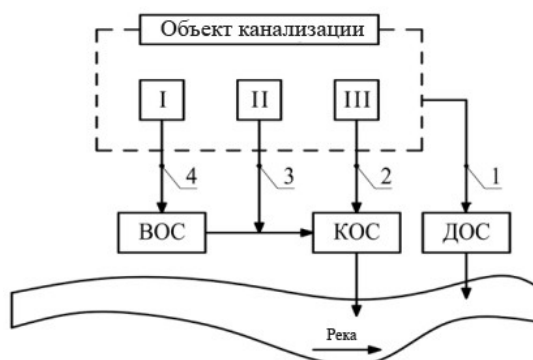 Объект канализации
I
II
III
4
3
2
1
ВОС
КОС
ДОС
Река